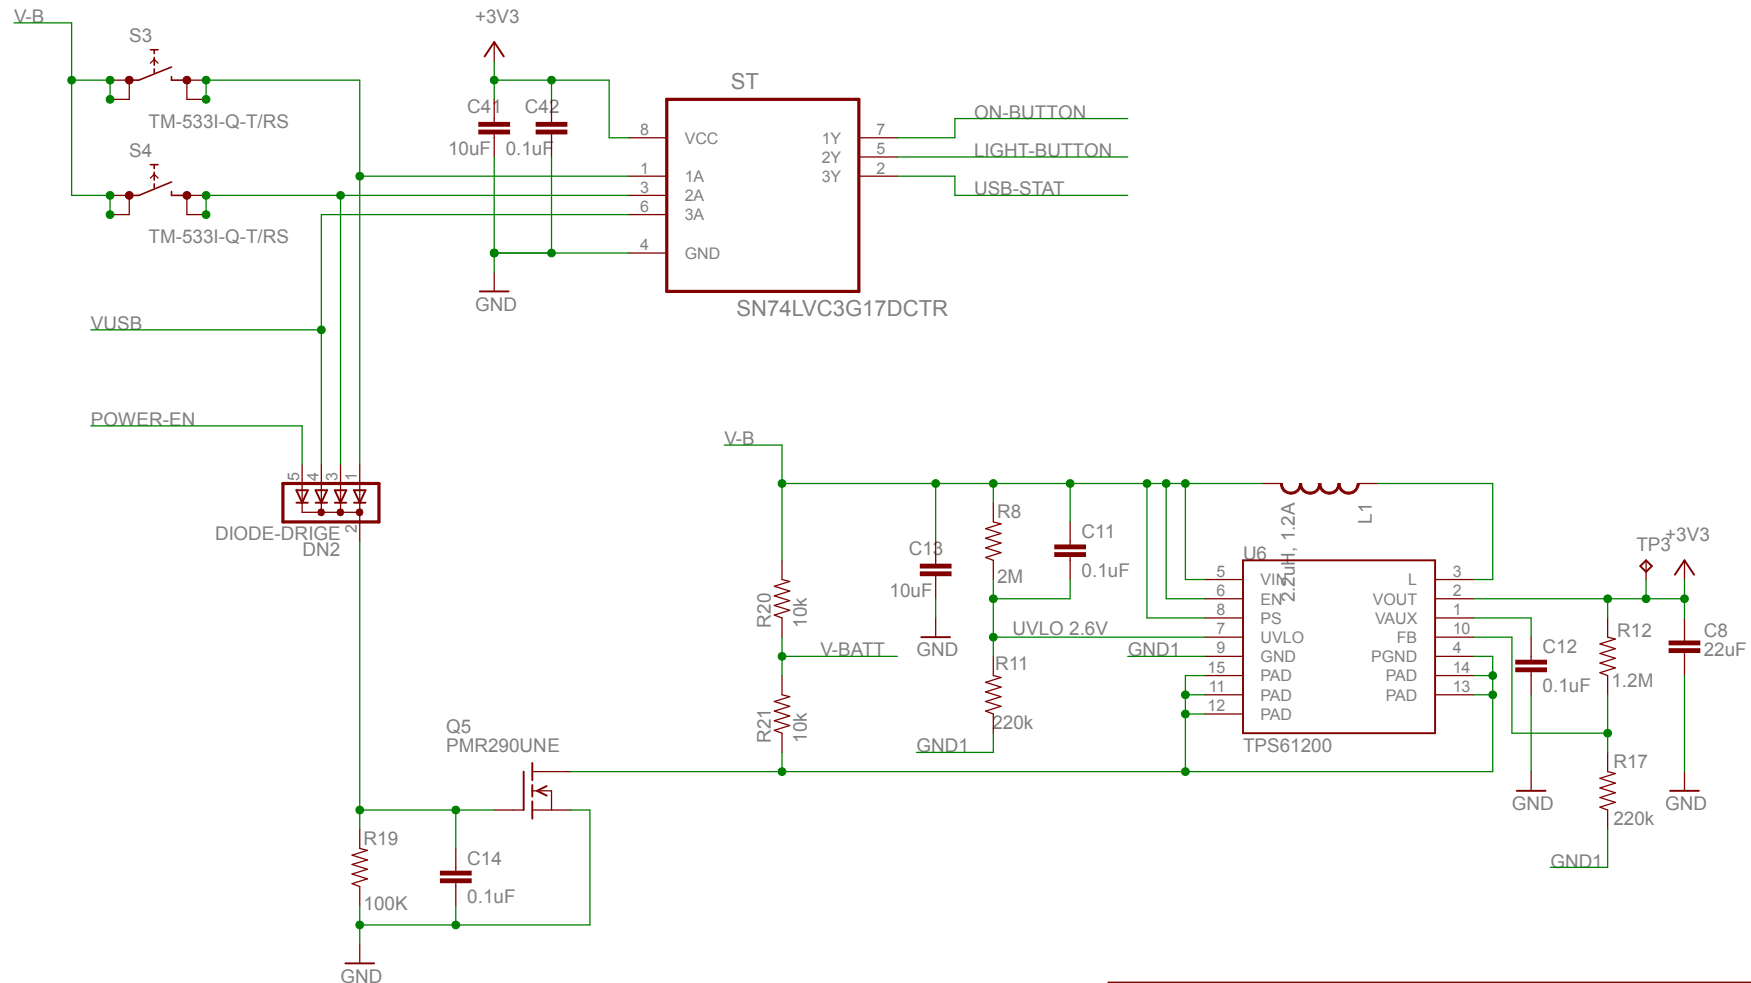 V-B
S3
TM-533I-Q-T/RS
S4
TM-533I-Q-T/RS
+3V3
C41
10uF
C42
0.1uF
GND
ST
8 VCC
1 1A
3 2A
6 3A
4 GND
1Y 7
2Y 5
3Y 2
SN74LVC3G17DCTR
ON-BUTTON
LIGHT-BUTTON
USB-STAT
VUSB
POWER-EN
5 4 3 1
2
DIODE-DRIGE
DN2
V-B
R20
10k
V-BATT
R21
10k
C13
10uF
GND
R8
2M
C11
0.1uF
UVLO 2.6V
R11
220k
GND1
GND1
2.2uH, 1.2A
L1
U6
5 VIN
6 EN
8 PS
7 UVLO
9 GND
15 PAD
11 PAD
12 PAD
L 3
VOUT 2
VAUX 1
FB 10
PGND 4
PAD 14
PAD 13
TPS61200
TP3
+3V3
C12
0.1uF
GND
R12
1.2M
C8
22uF
GND
R17
220k
GND1
Q5
PMR290UNE
R19
100K
C14
0.1uF
GND